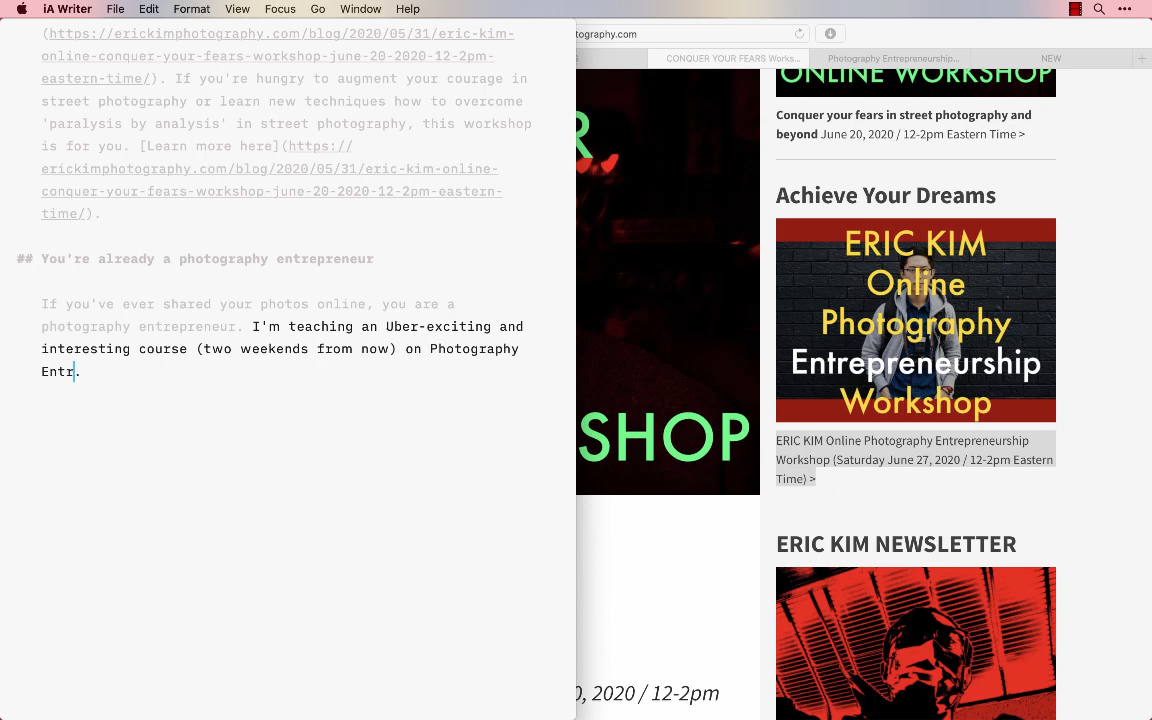 iA Writer File Edit Format View Focus Go Window Help
(https://erickimphotography.com/blog/2020/05/31/eric-kim-
online-conquer-your-fears-workshop-june-20-2020-12-2pm-
eastern-time/). If you're hungry to augment your courage in
street photography or learn new techniques how to overcome
'paralysis by analysis' in street photography, this workshop
is for you. [Learn more here](https://
erickimphotography.com/blog/2020/05/31/eric-kim-online-
conquer-your-fears-workshop-june-20-2020-12-2pm-eastern-
time/).
## You're already a photography entrepreneur
If you've ever shared your photos online, you are a
photography entrepreneur. I'm teaching an Uber-exciting and
interesting course (two weekends from now) on Photography
Entr.
tography.com
S
CONQUER YOUR FEARS Works...
Photography Entrepreneurship...
NEW
R
SHOP
0, 2020 / 12-2pm
ONLINE WORKSHOP
Conquer your fears in street photography and
beyond June 20, 2020 / 12-2pm Eastern Time >
Achieve Your Dreams
ERIC KIM
Online
Photography
Entrepreneurship
Workshop
ERIC KIM Online Photography Entrepreneurship
Workshop (Saturday June 27, 2020 / 12-2pm Eastern
Time) >
ERIC KIM NEWSLETTER